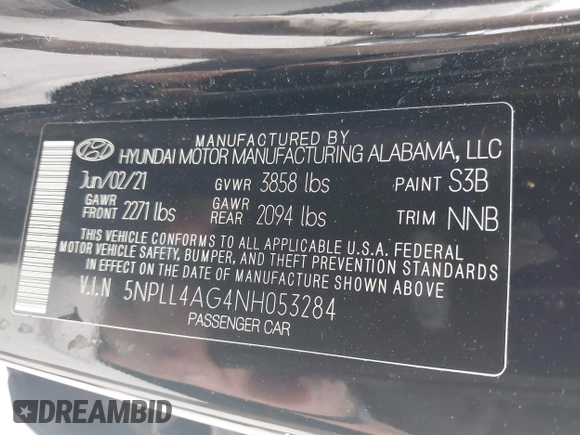 MANUFACTURED BY
HYUNDAI MOTOR MANUFACTURING ALABAMA, LLC
Jun/02/21 GVWR 3858 lbs PAINT S3B
GAWR FRONT 2271 lbs GAWR REAR 2094 lbs TRIM NNB
THIS VEHICLE CONFORMS TO ALL APPLICABLE U.S.A. FEDERAL
MOTOR VEHICLE SAFETY, BUMPER, AND THEFT PREVENTION STANDARDS
IN EFFECT ON THE DATE OF MANUFACTURE SHOWN ABOVE
V.I.N 5NPLL4AG4NH053284
PASSENGER CAR
DREAMBID